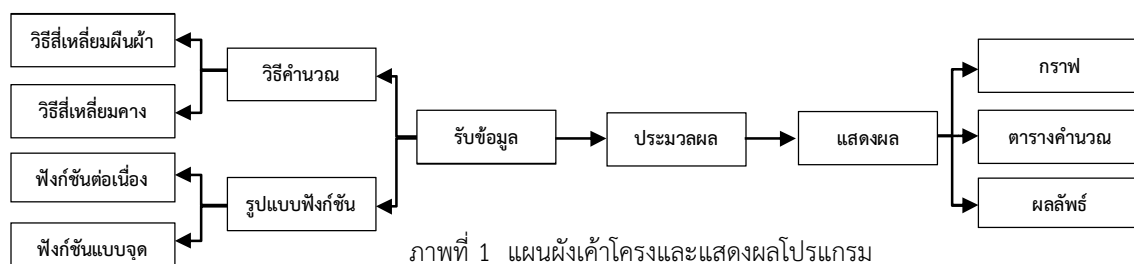 วิธีสี่เหลี่ยมผืนผ้า
วิธีสี่เหลี่ยมคาง
ฟังก์ชันต่อเนื่อง
ฟังก์ชันแบบจุด
วิธีคำนวณ
รูปแบบฟังก์ชัน
รับข้อมูล
ประมวลผล
แสดงผล
กราฟ
ตารางคำนวณ
ผลลัพธ์
ภาพที่ 1 แผนผังเค้าโครงและแสดงผลโปรแกรม